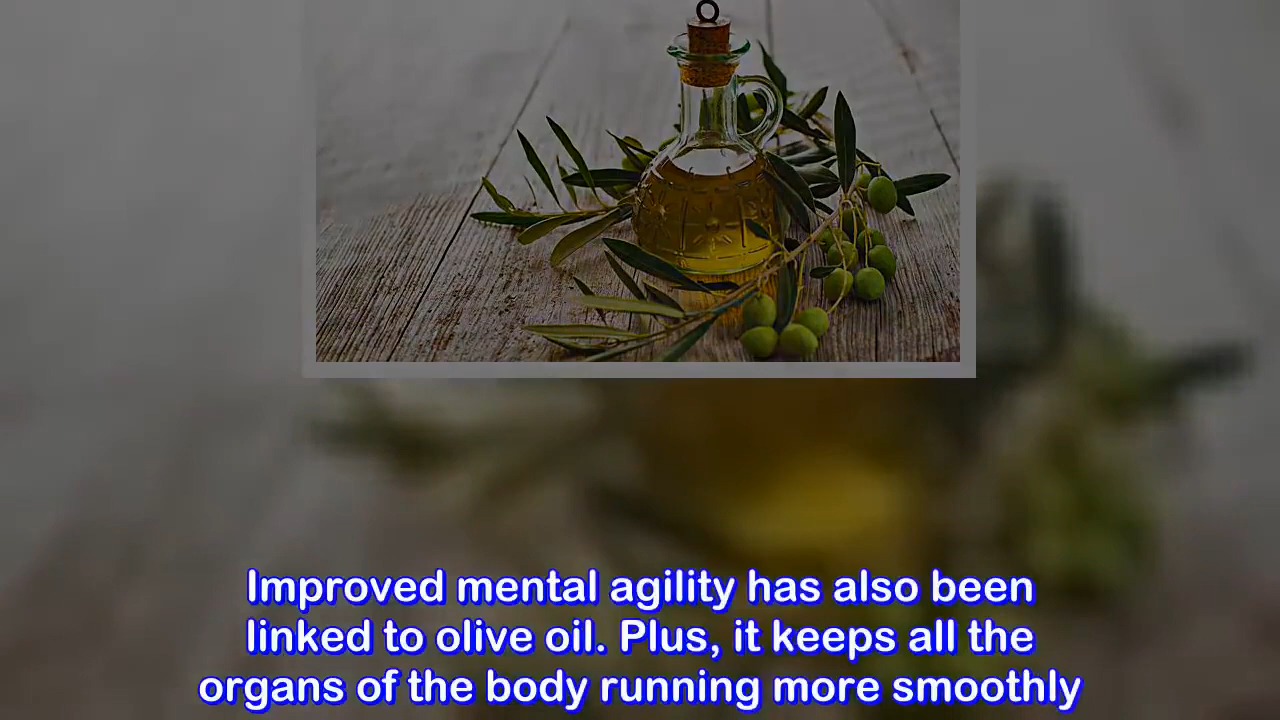 Improved mental agility has also been
linked to olive oil. Plus, it keeps all the
organs of the body running more smoothly